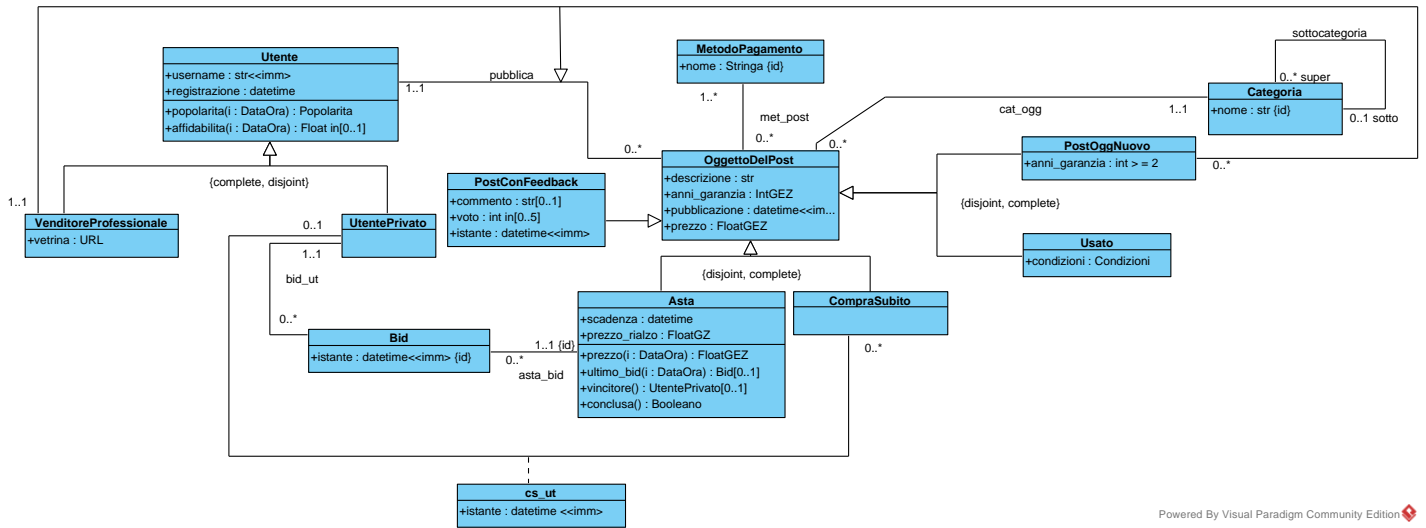 sottocategoria
Utente
+username : str<<imm>
+registrazione : datetime
+popolarita(i : DataOra) : Popolarita
+affidabilita(i : DataOra) : Float in[0..1]
pubblica
1..1
MetodoPagamento
+nome : Stringa {id}
1..*
met_post
0..*
0..* super
Categoria
+nome : str {id}
cat_ogg
1..1
0..1 sotto
0..*
PostOggNuovo
+anni_garanzia : int > = 2
0..*
0..*
OggettoDelPost
+descrizione : str
+anni_garanzia : IntGEZ
+pubblicazione : datetime<<im...
+prezzo : FloatGEZ
PostConFeedback
+commento : str[0..1]
+voto : int in[0..5]
+istante : datetime<<imm>
{complete, disjoint}
{disjoint, complete}
1..1
VenditoreProfessionale
+vetrina : URL
0..1
UtentePrivato
1..1
bid_ut
Usato
+condizioni : Condizioni
{disjoint, complete}
0..*
Bid
+istante : datetime<<imm> {id}
1..1 {id}
0..*
asta_bid
Asta
+scadenza : datetime
+prezzo_rialzo : FloatGZ
+prezzo(i : DataOra) : FloatGEZ
+ultimo_bid(i : DataOra) : Bid[0..1]
+vincitore() : UtentePrivato[0..1]
+conclusa() : Booleano
CompraSubito
0..*
cs_ut
+istante : datetime <<imm>
Powered By Visual Paradigm Community Edition